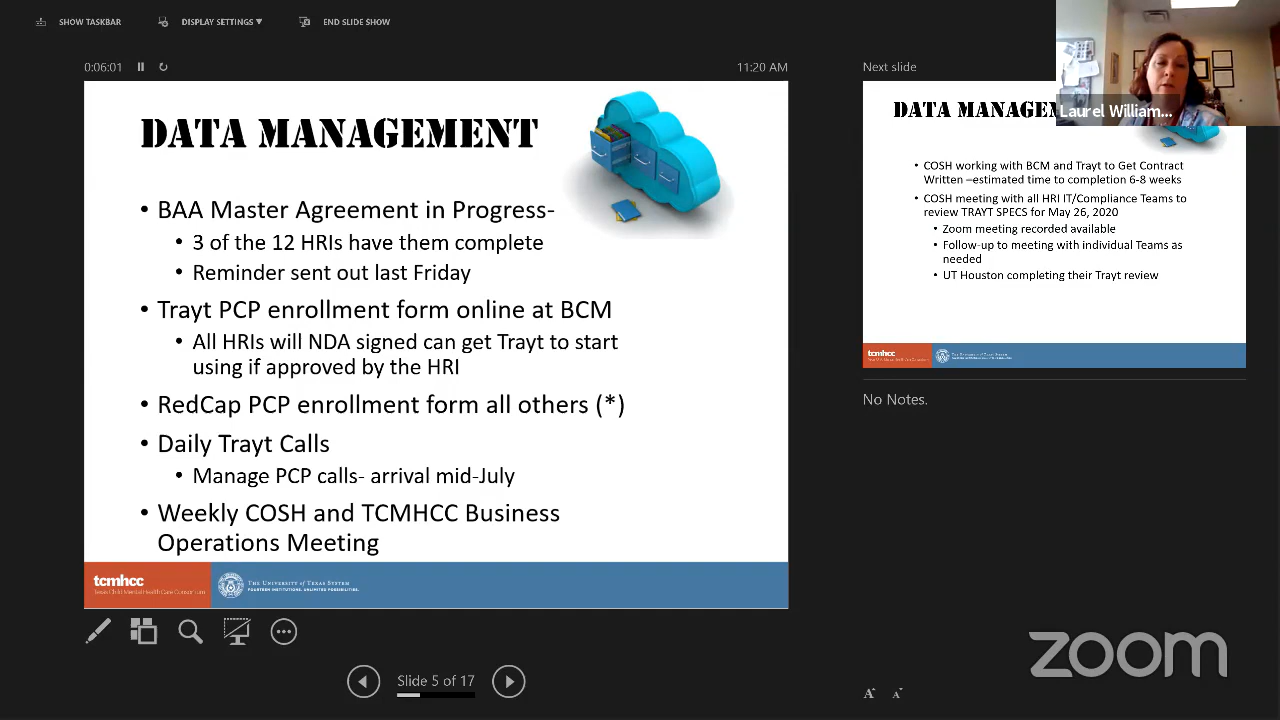 SHOW TASKBAR
DISPLAY SETTINGS ▼
END SLIDE SHOW
0:06:01
11:20 AM
DATA MANAGEMENT
• BAA Master Agreement in Progress-
• 3 of the 12 HRIs have them complete
• Reminder sent out last Friday
• Trayt PCP enrollment form online at BCM
• All HRIs will NDA signed can get Trayt to start
using if approved by the HRI
• RedCap PCP enrollment form all others (*)
• Daily Trayt Calls
• Manage PCP calls- arrival mid-July
• Weekly COSH and TCMHCC Business
Operations Meeting
tcmhcc
Texas Child Mental Health Care Consortium
THE UNIVERSITY of TEXAS SYSTEM
FOURTEEN INSTITUTIONS. UNLIMITED POSSIBILITIES.
Slide 5 of 17
Next slide
Laurel William...
DATA MANAGEM
• COSH working with BCM and Trayt to Get Contract
Written –estimated time to completion 6-8 weeks
• COSH meeting with all HRI IT/Compliance Teams to
review TRAYT SPECS for May 26, 2020
• Zoom meeting recorded available
• Follow-up to meeting with individual Teams as
needed
• UT Houston completing their Trayt review
tcmhcc
No Notes.
zoom
A
A